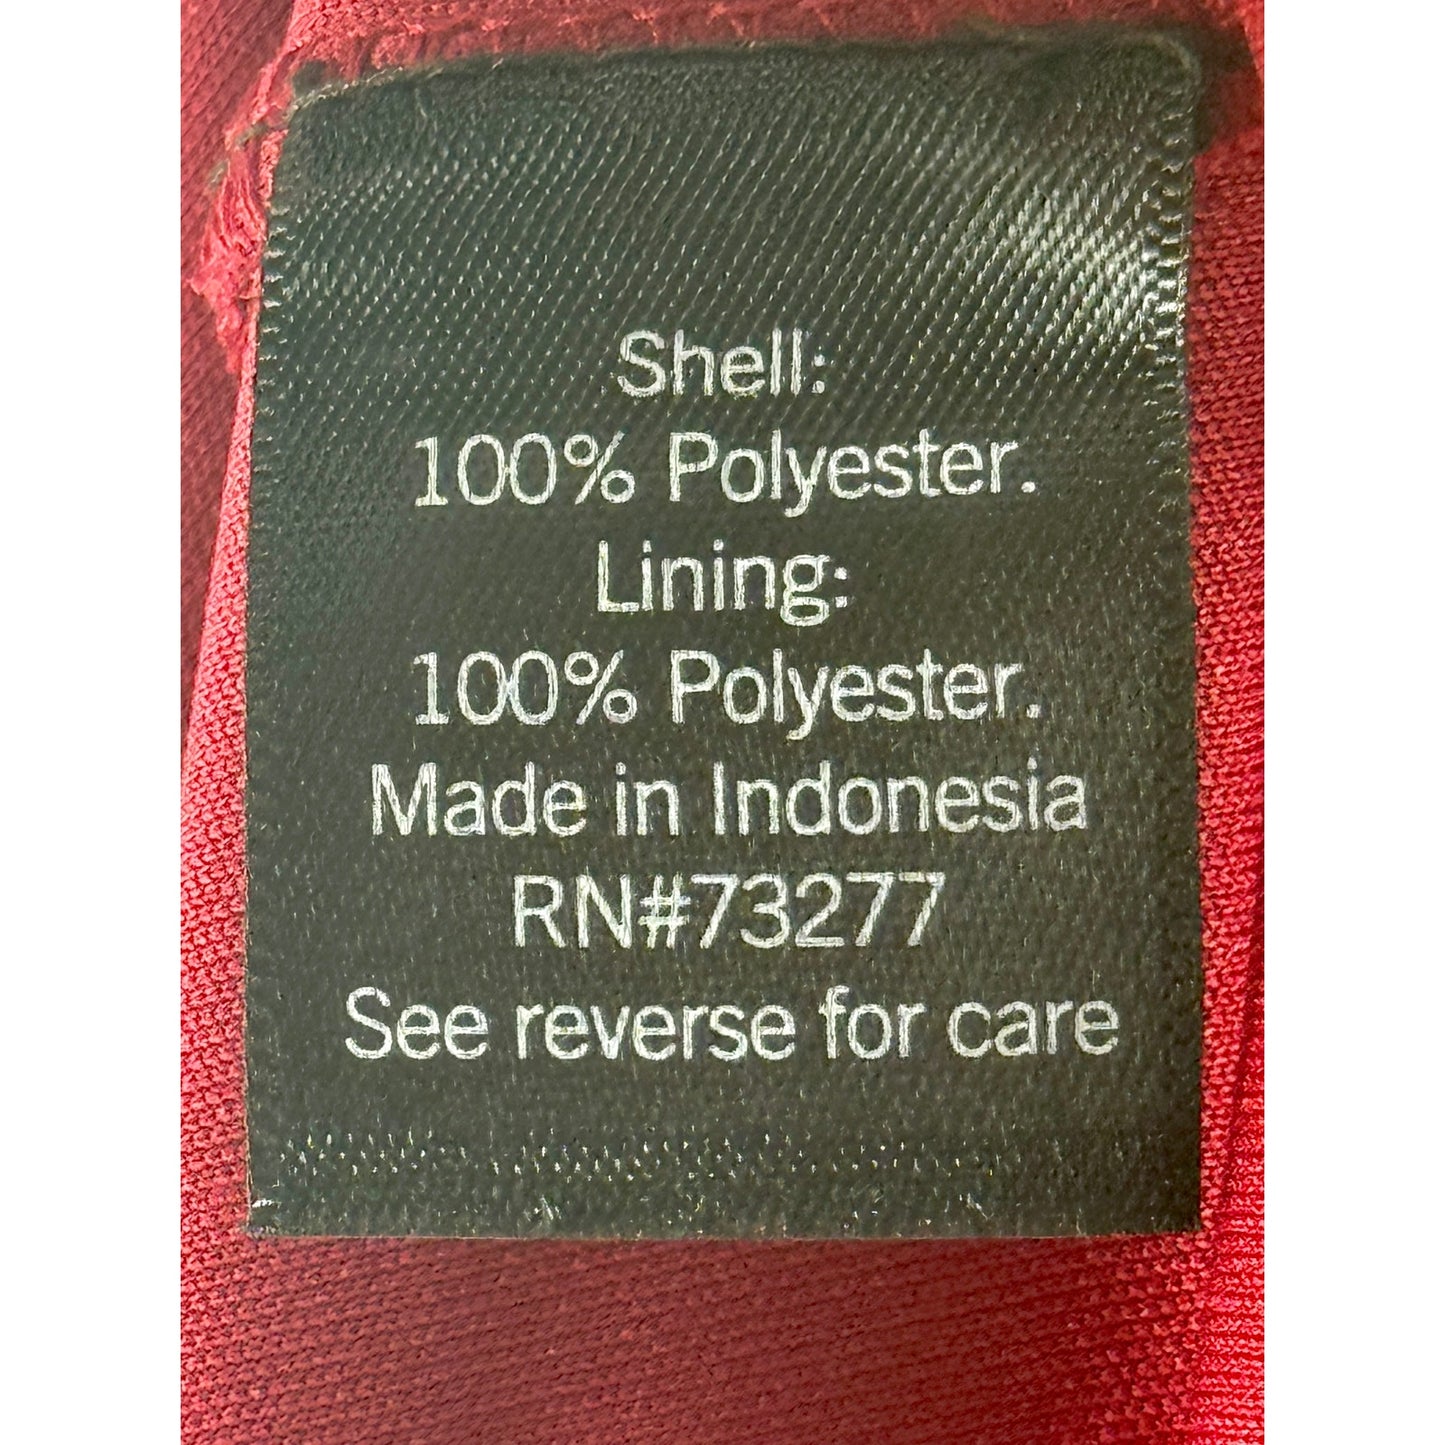 Shell:
100% Polyester.
Lining:
100% Polyester.
Made in Indonesia
RN#73277
See reverse for care